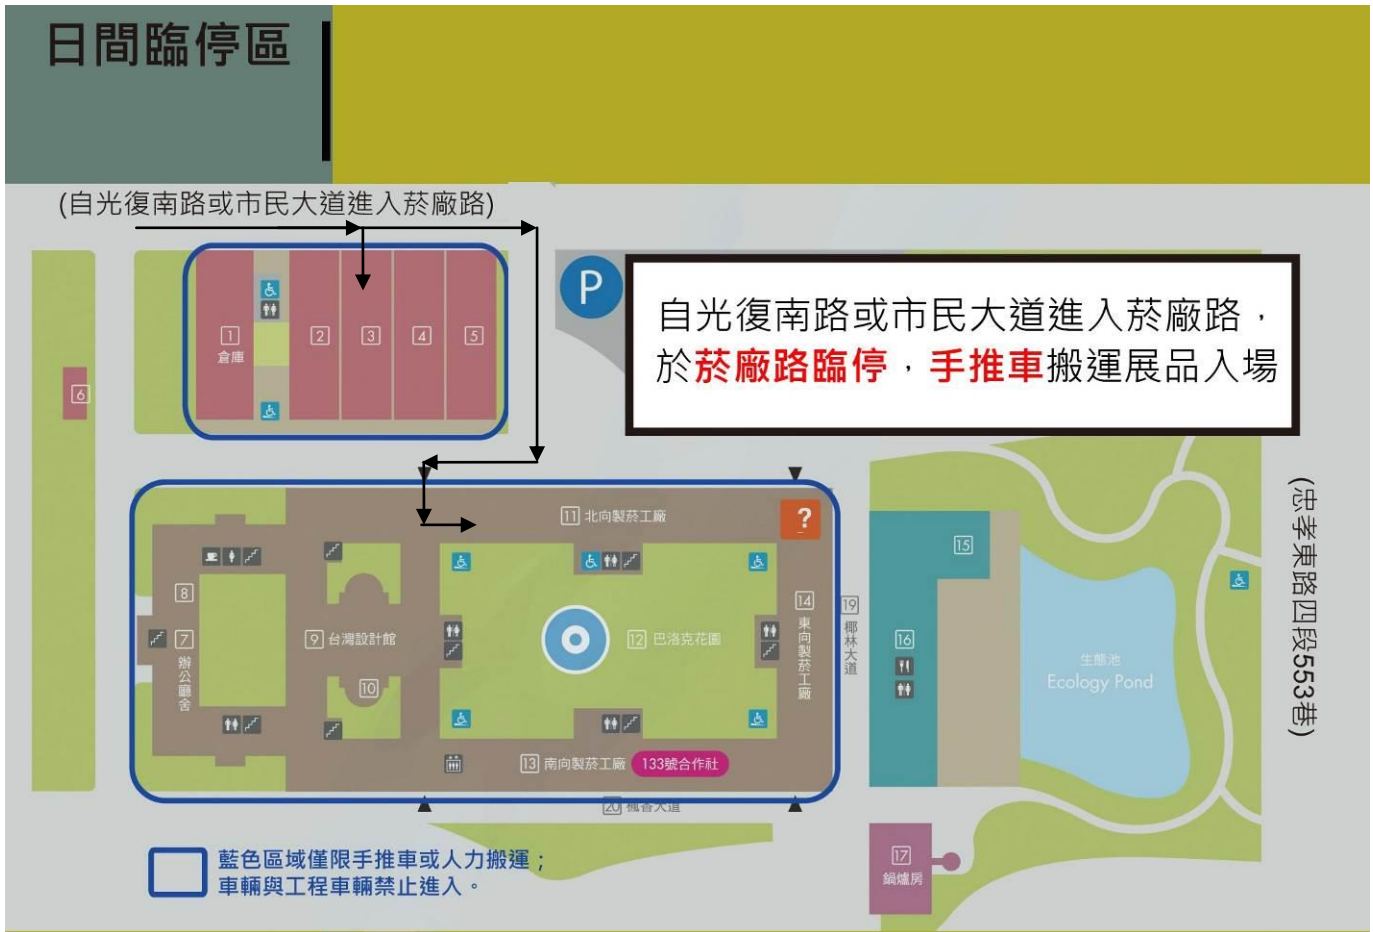 日間臨停區
(自光復南路或市民大道進入菸廠路)
P
自光復南路或市民大道進入菸廠路，
於菸廠路臨停，手推車搬運展品入場
1
倉庫
2
3
4
5
6
11 北向製菸工廠
?
8
7
辦公廳舍
9 台灣設計館
10
12 巴洛克花園
14
東向製菸工廠
19
椰林大道
15
16
生態池
Ecology Pond
(忠孝東路四段553巷)
13 南向製菸工廠 133號合作社
20 楓香大道
17
鍋爐房
藍色區域僅限手推車或人力搬運；
車輛與工程車輛禁止進入。